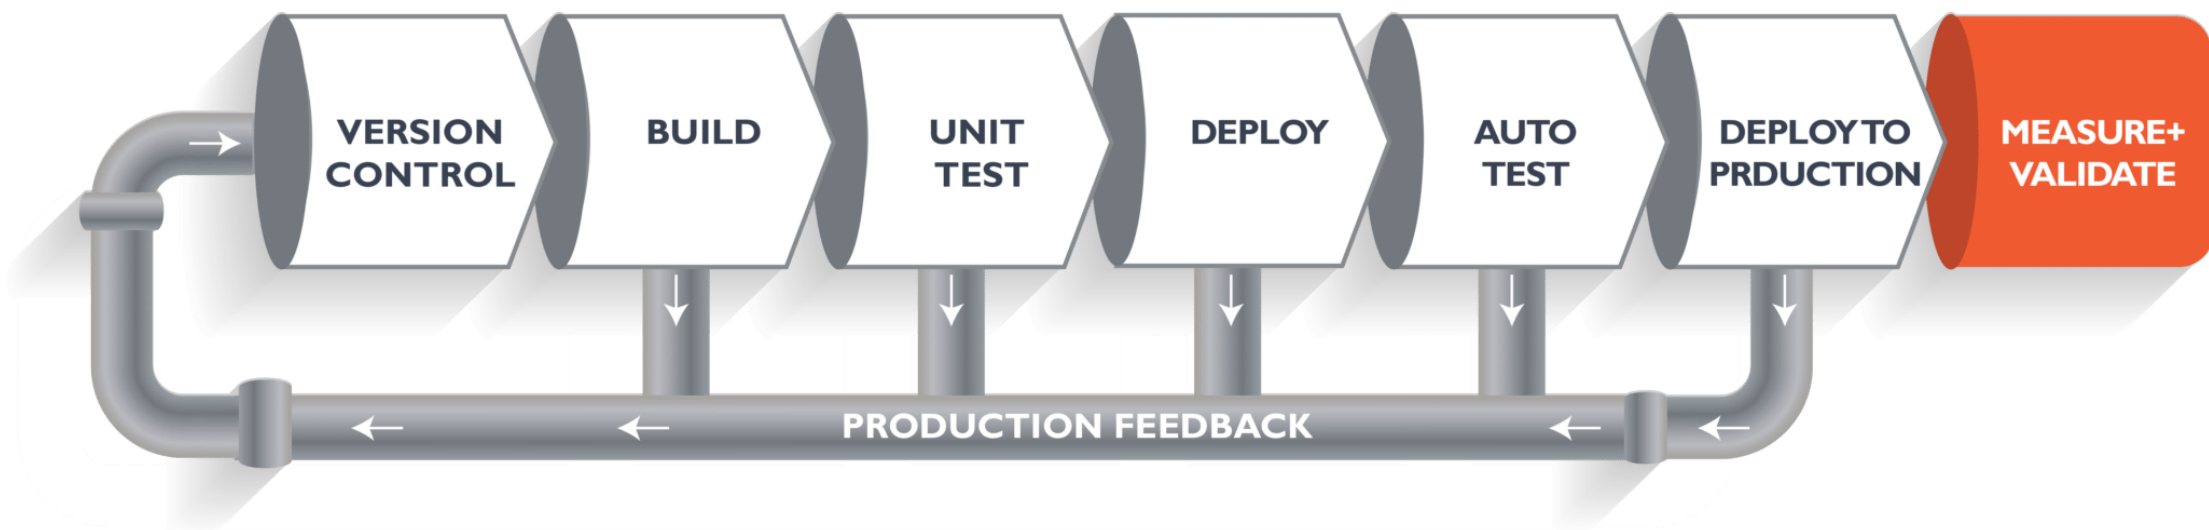 VERSION
CONTROL
BUILD
UNIT
TEST
DEPLOY
AUTO
TEST
DEPLOY TO
PRDUCTION
MEASURE+
VALIDATE
PRODUCTION FEEDBACK